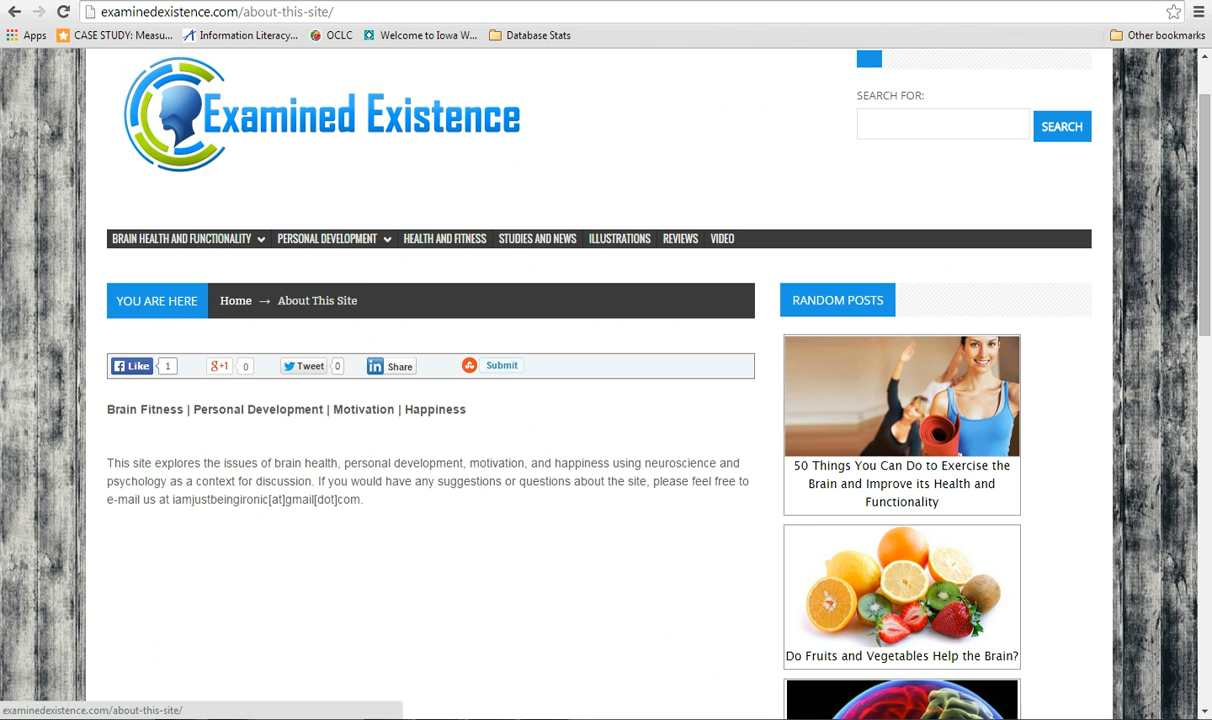 examinedexistence.com/about-this-site/
Apps CASE STUDY: Measu... Information Literacy... OCLC Welcome to Iowa W... Database Stats Other bookmarks
Examined Existence
SEARCH FOR:
SEARCH
BRAIN HEALTH AND FUNCTIONALITY PERSONAL DEVELOPMENT HEALTH AND FITNESS STUDIES AND NEWS ILLUSTRATIONS REVIEWS VIDEO
YOU ARE HERE Home → About This Site
RANDOM POSTS
Like 1 g+1 0 Tweet 0 in Share Submit
Brain Fitness | Personal Development | Motivation | Happiness
This site explores the issues of brain health, personal development, motivation, and happiness using neuroscience and
psychology as a context for discussion. If you would have any suggestions or questions about the site, please feel free to
e-mail us at iamjustbeingironic[at]gmail[dot]com.
50 Things You Can Do to Exercise the
Brain and Improve its Health and
Functionality
Do Fruits and Vegetables Help the Brain?
examinedexistence.com/about-this-site/